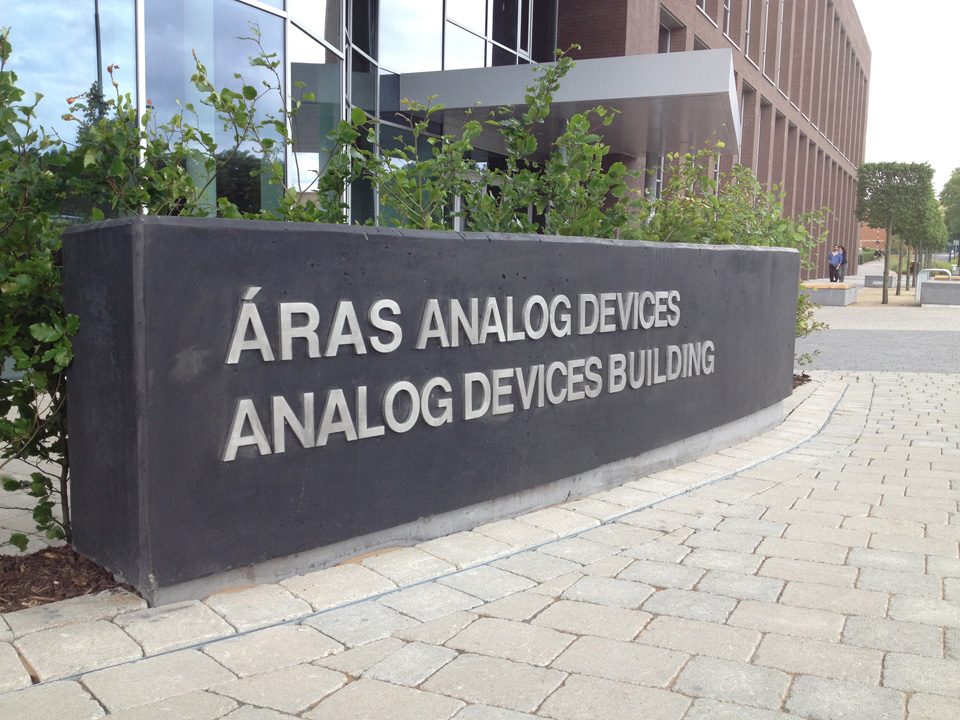 ÁRAS ANALOG DEVICES
ANALOG DEVICES BUILDING